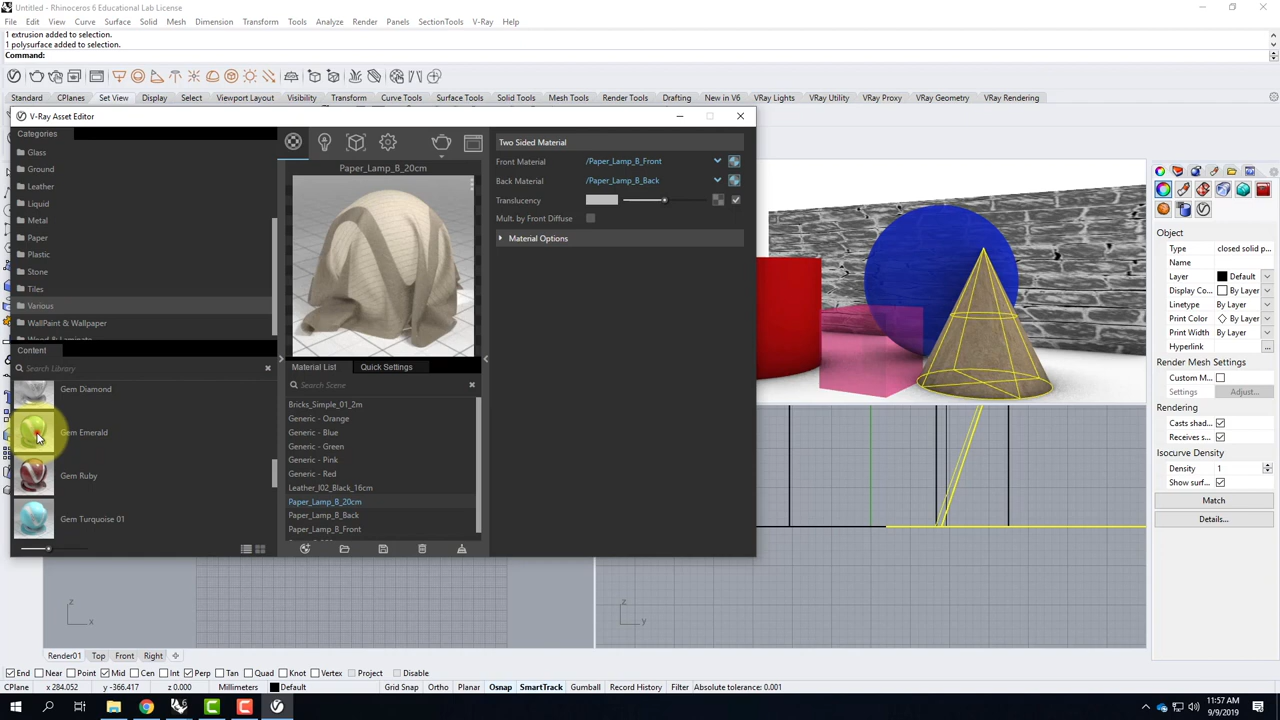 Untitled - Rhinoceros 6 Educational Lab License
File Edit View Curve Surface Solid Mesh Dimension Transform Tools Analyze Render Panels SectionTools V-Ray Help
1 extrusion added to selection.
1 polysurface added to selection.
Command:
Standard CPlanes Set View Display Select Viewport Layout Visibility Transform Curve Tools Surface Tools Solid Tools Mesh Tools Render Tools Drafting New in V6 VRay Lights VRay Utility VRay Proxy VRay Geometry VRay Rendering
V-Ray Asset Editor
Categories
Glass
Ground
Leather
Liquid
Metal
Paper
Plastic
Stone
Tiles
Various
WallPaint & Wallpaper
Content
Search Library
Gem Diamond
Gem Emerald
Gem Ruby
Gem Turquoise 01
Paper_Lamp_B_20cm
Material List Quick Settings
Search Scene
Bricks_Simple_01_2m
Generic - Orange
Generic - Blue
Generic - Green
Generic - Pink
Generic - Red
Leather_J02_Black_16cm
Paper_Lamp_B_20cm
Paper_Lamp_B_Back
Paper_Lamp_B_Front
Two Sided Material
Front Material /Paper_Lamp_B_Front
Back Material /Paper_Lamp_B_Back
Translucency
Mult. by Front Diffuse
Material Options
Object
Type closed solid p...
Name
Layer Default
Display Co... By Layer
Linetype By Layer
Print Color By Layer
Print Width By Layer
Hyperlink ...
Render Mesh Settings
Custom M...
Settings Adjust...
Rendering
Casts shad...
Receives s...
Isocurve Density
Density 1
Show surf...
Match
Details...
z
x
z
y
Render01 Top Front Right
End Near Point Mid Cen Int Perp Tan Quad Knot Vertex Project Disable
CPlane x 284.052 y -366.417 z 0.000 Millimeters Default Grid Snap Ortho Planar Osnap SmartTrack Gumball Record History Filter Absolute tolerance: 0.001
11:57 AM
9/9/2019